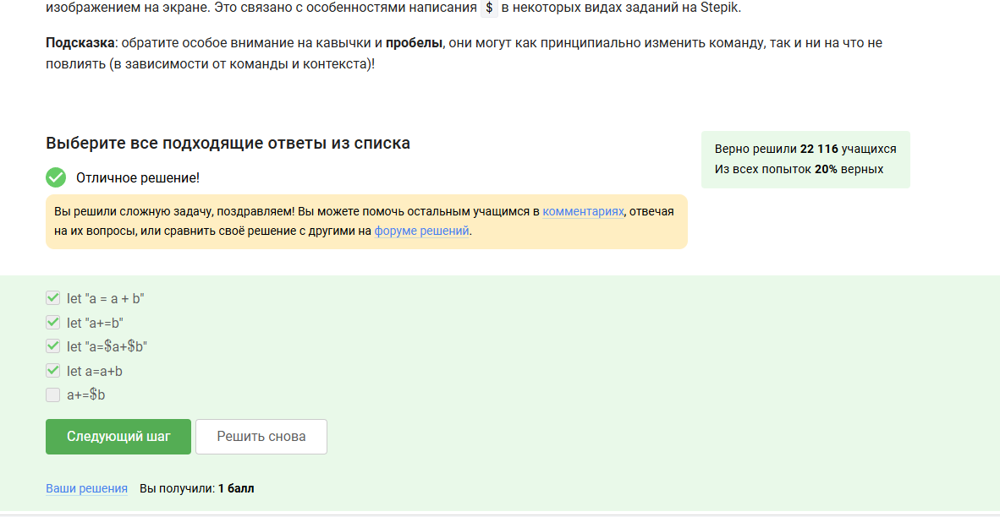 изображением на экране. Это связано с особенностями написания $ в некоторых видах заданий на Stepik.
Подсказка: обратите особое внимание на кавычки и пробелы, они могут как принципиально изменить команду, так и ни на что не
повлиять (в зависимости от команды и контекста)!
Выберите все подходящие ответы из списка
Верно решили 22 116 учащихся
Из всех попыток 20% верных
Отличное решение!
Вы решили сложную задачу, поздравляем! Вы можете помочь остальным учащимся в комментариях, отвечая
на их вопросы, или сравнить своё решение с другими на форуме решений.
let "a = a + b"
let "a+=b"
let "a=$a+$b"
let a=a+b
a+=$b
Следующий шаг
Решить снова
Ваши решения Вы получили: 1 балл